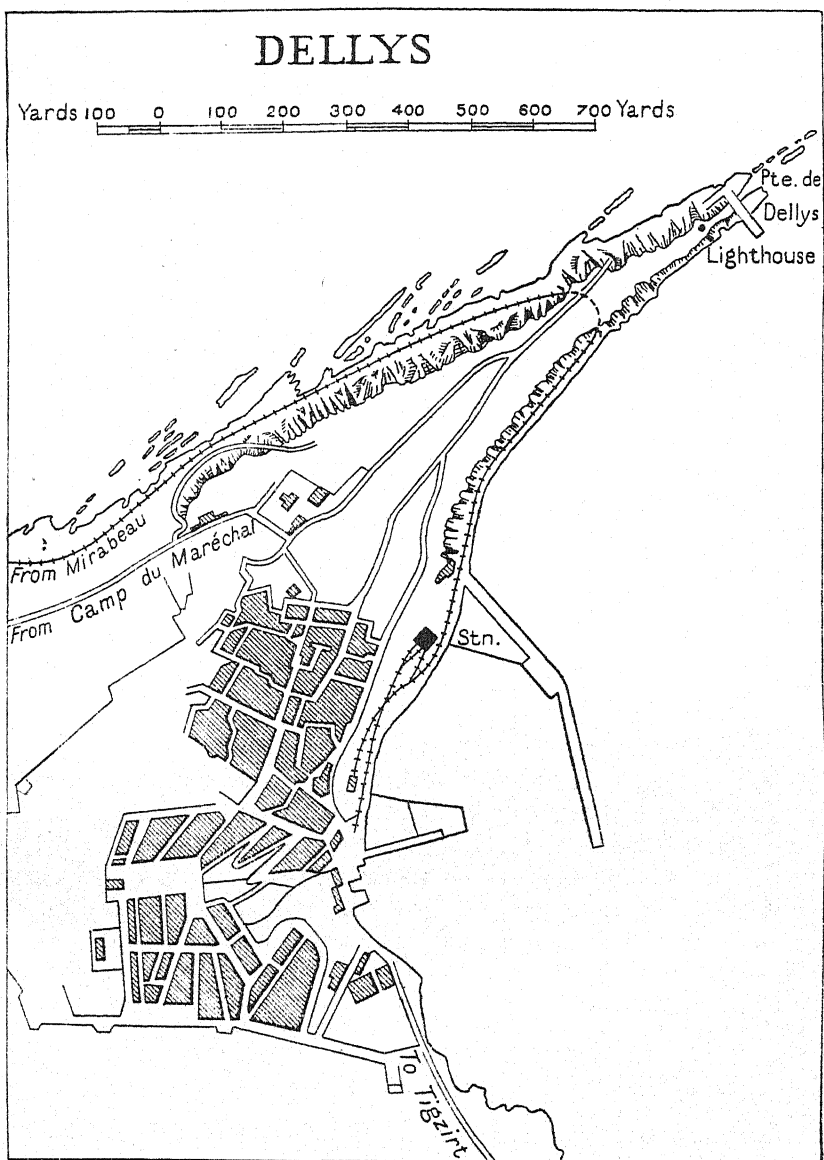 DELLYS
Yards 100 0 100 200 300 400 500 600 700 Yards
Pte. de
Dellys
Lighthouse
From Mirabeau
From Camp du Maréchal
Stn.
To Tigzirt